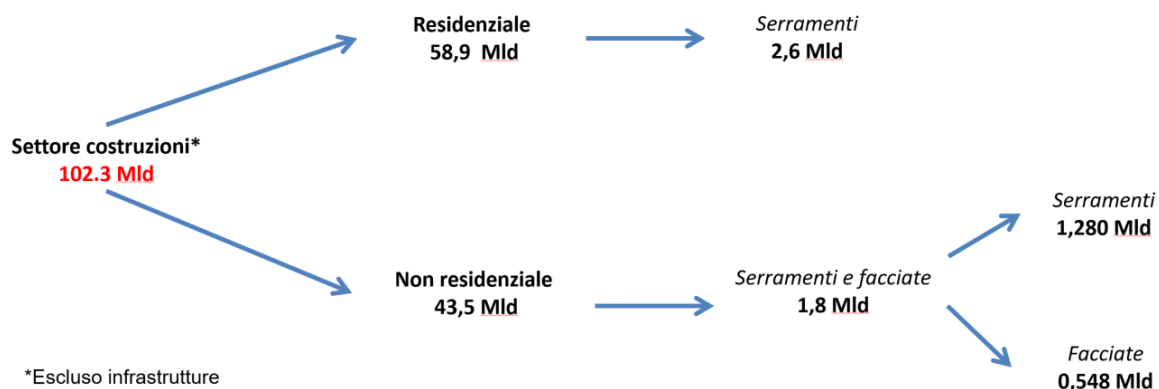 Residenziale
58,9 Mld
Serramenti
2,6 Mld
Settore costruzioni*
102.3 Mld
Serramenti
1,280 Mld
Non residenziale
43,5 Mld
Serramenti e facciate
1,8 Mld
Facciate
0,548 Mld
*Escluso infrastrutture